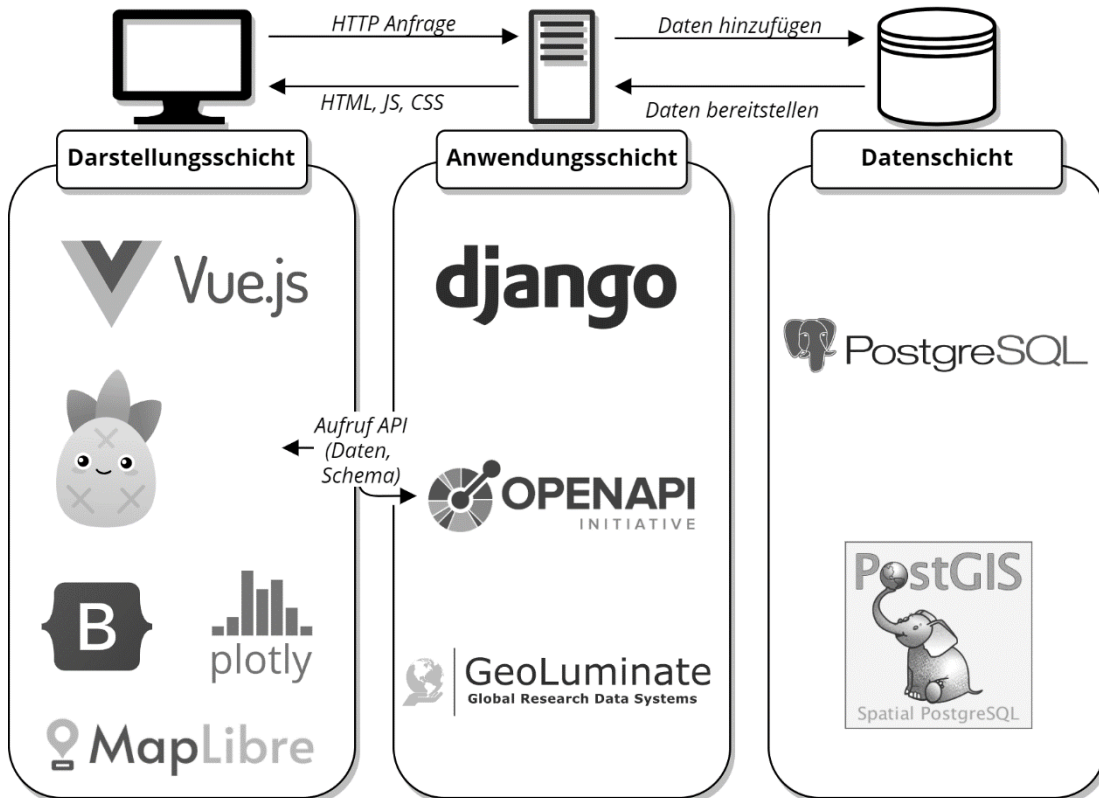 HTTP Anfrage
Daten hinzufügen
HTML, JS, CSS
Daten bereitstellen
Darstellungsschicht
Anwendungsschicht
Datenschicht
Vue.js
django
PostgreSQL
Aufruf API
(Daten,
Schema)
OPENAPI
INITIATIVE
B
plotly
GeoLuminate
Global Research Data Systems
MapLibre
PostGIS
Spatial PostgreSQL